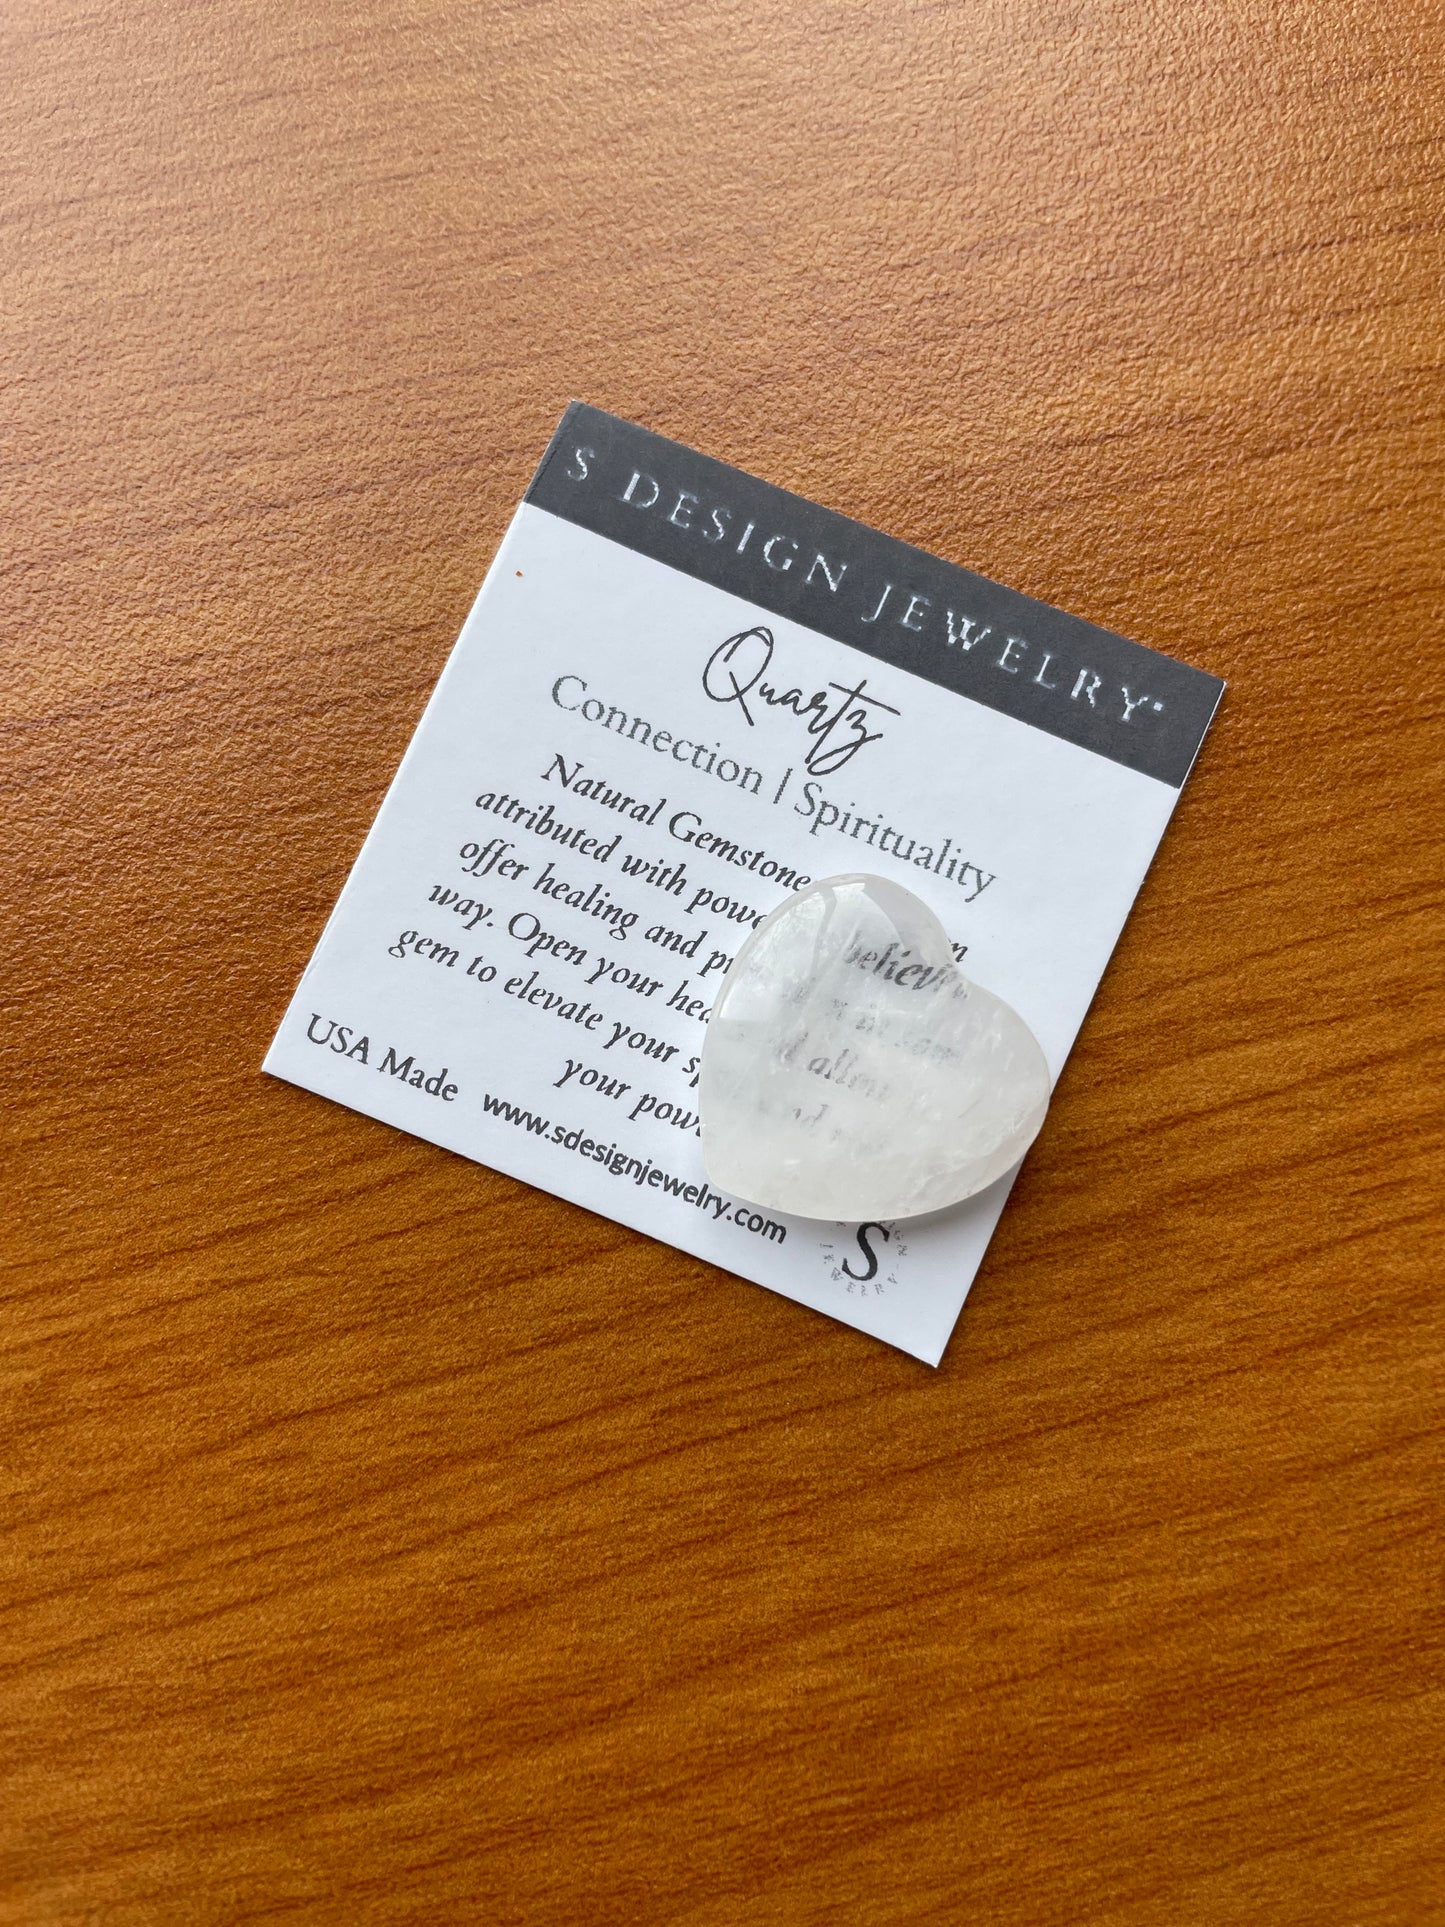 S DESIGN JEWELRY
Quartz
Connection | Spirituality
Natural Gemstone
attributed with
offer healing and believe
way. Open your in
gem to elevate your
your
USA Made www.sdesignjewelry.com
S